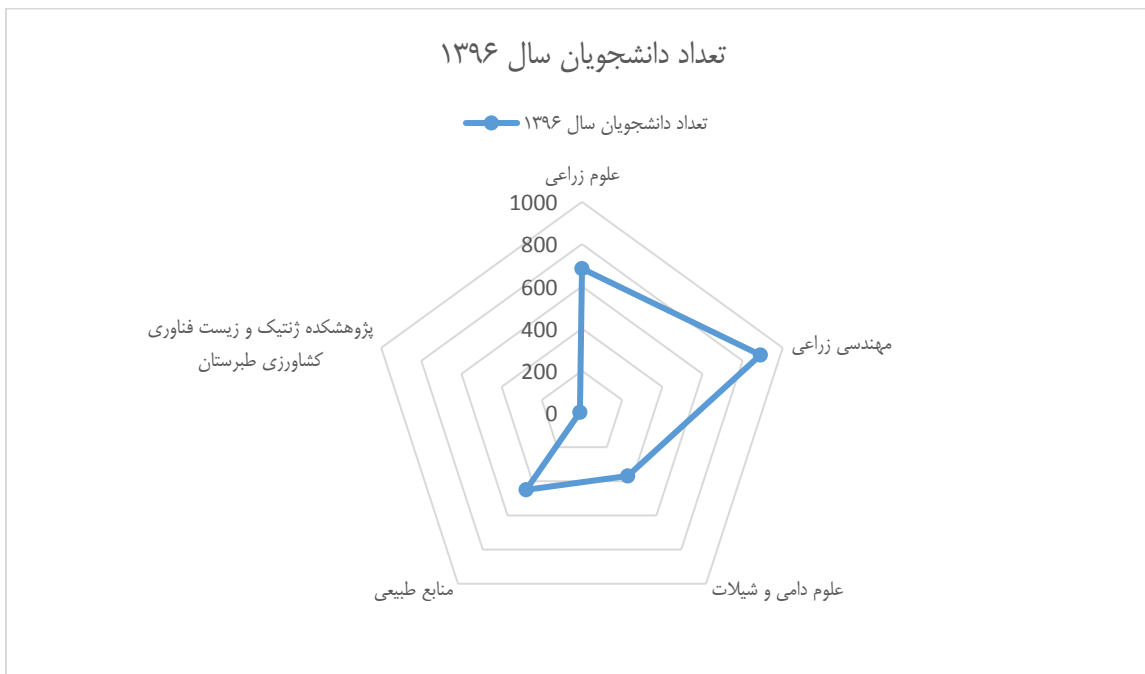 تعداد دانشجویان سال ۱۳۹۶
تعداد دانشجویان سال ۱۳۹۶
علوم زراعی
1000
800
600
400
200
0
مهندسی زراعی
پژوهشکده ژنتیک و زیست فناوری
کشاورزی طبرستان
علوم دامی و شیلات
منابع طبیعی